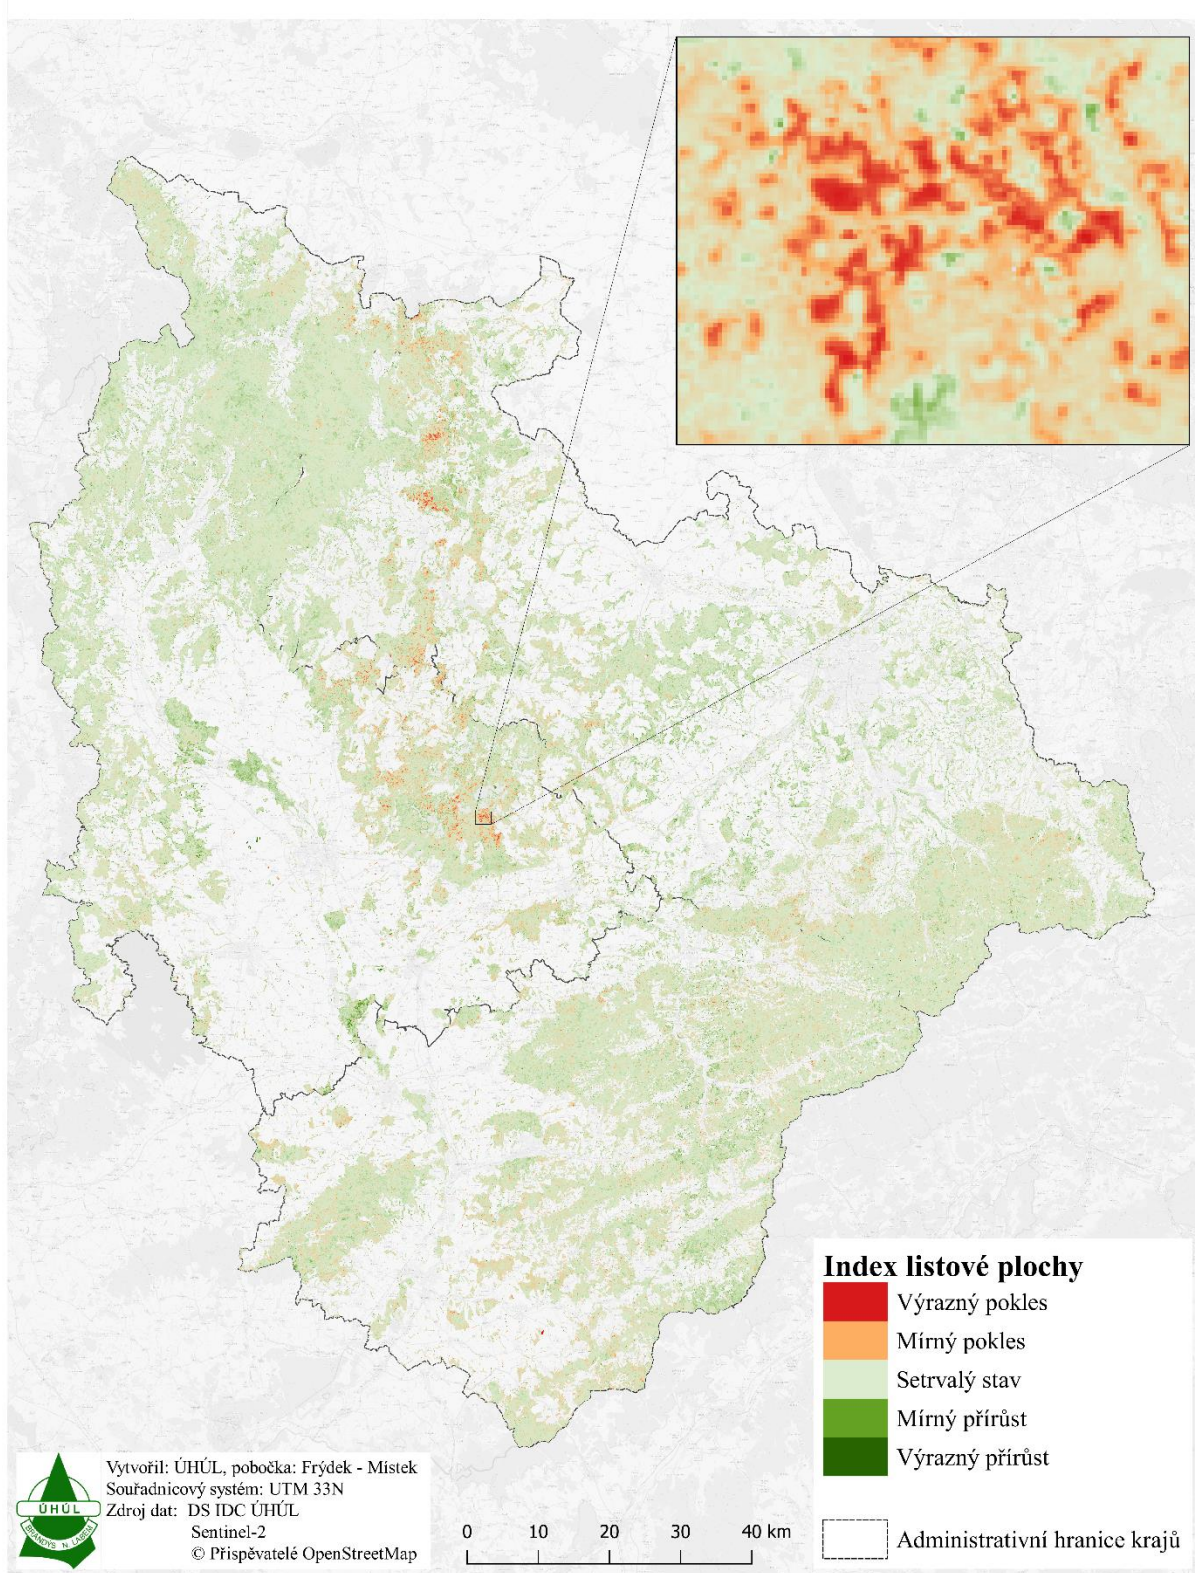 Index listové plochy
Výrazný pokles
Mírný pokles
Setrvalý stav
Mírný přírůst
Výrazný přírůst
Administrativní hranice krajů
ÚHÚL
BRANDÝS N LABEM
Vytvořil: ÚHÚL, pobočka: Frýdek - Místek
Souřadnicový systém: UTM 33N
Zdroj dat: DS IDC ÚHÚL
Sentinel-2
© Přispěvatelé OpenStreetMap
0 10 20 30 40 km